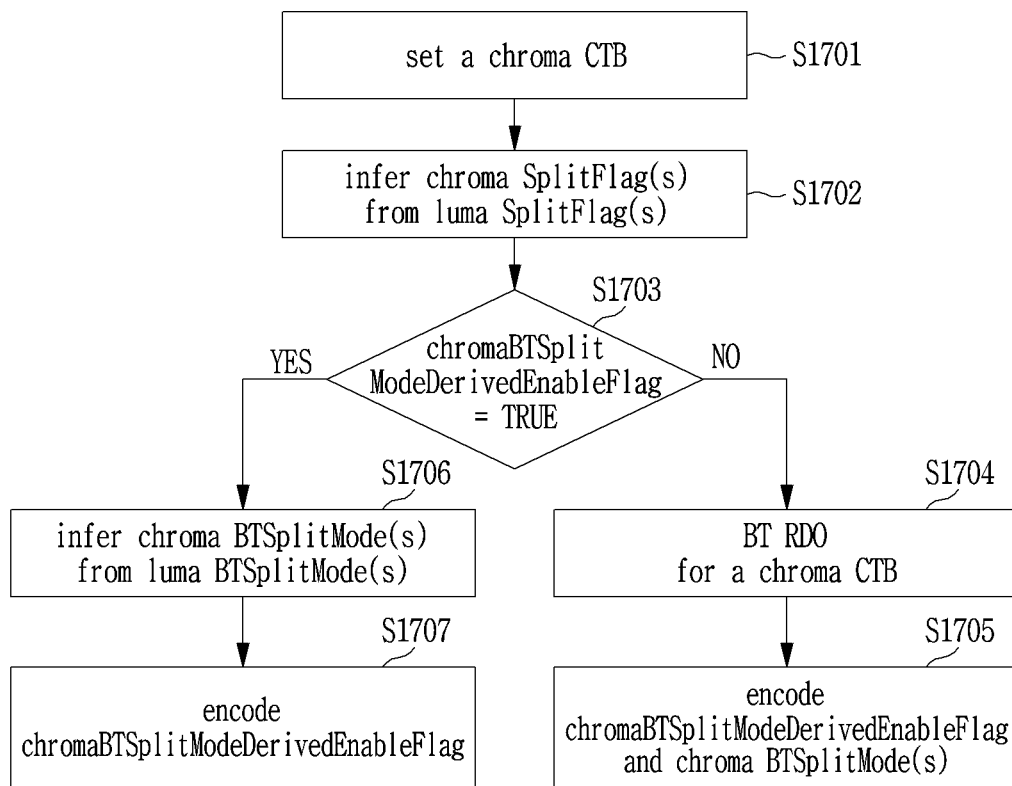 set a chroma CTB
S1701
infer chroma SplitFlag(s)
from luma SplitFlag(s)
S1702
S1703
chromaBTSplit
ModeDerivedEnableFlag
= TRUE
YES
NO
S1706
infer chroma BTSplitMode(s)
from luma BTSplitMode(s)
S1704
BT RDO
for a chroma CTB
S1707
encode
chromaBTSplitModeDerivedEnableFlag
S1705
encode
chromaBTSplitModeDerivedEnableFlag
and chroma BTSplitMode(s)